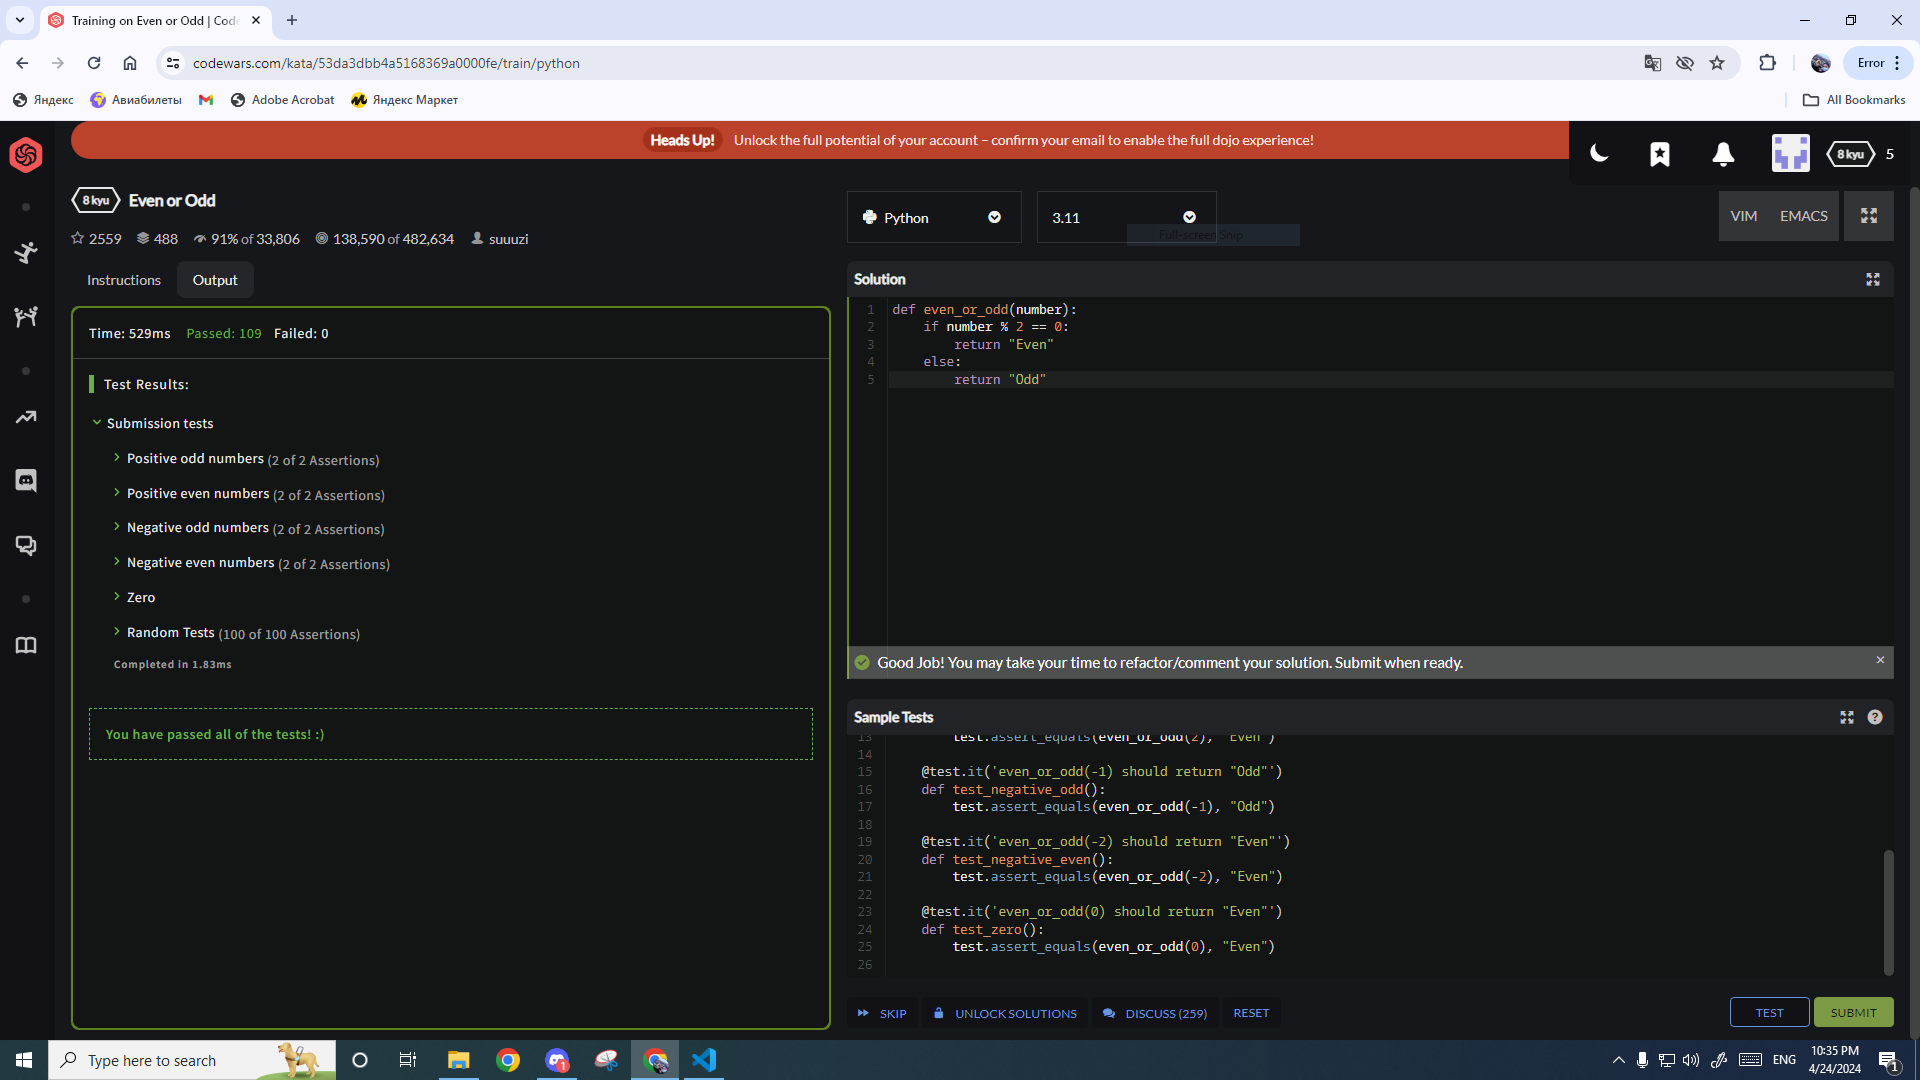 Training on Even or Odd | Code
codewars.com/kata/53da3dbb4a5168369a0000fe/train/python
Error
Яндекс
Авиабилеты
Adobe Acrobat
Яндекс Маркет
All Bookmarks
Heads Up! Unlock the full potential of your account – confirm your email to enable the full dojo experience!
8 kyu 5
8 kyu Even or Odd
2559 488 91% of 33,806 138,590 of 482,634 suuuzi
Python
3.11
Full-screen Snip
VIM EMACS
Instructions
Output
Time: 529ms Passed: 109 Failed: 0
Test Results:
Submission tests
Positive odd numbers (2 of 2 Assertions)
Positive even numbers (2 of 2 Assertions)
Negative odd numbers (2 of 2 Assertions)
Negative even numbers (2 of 2 Assertions)
Zero
Random Tests (100 of 100 Assertions)
Completed in 1.83ms
You have passed all of the tests! :)
Solution
1 def even_or_odd(number):
2 if number % 2 == 0:
3 return "Even"
4 else:
5 return "Odd"
Good Job! You may take your time to refactor/comment your solution. Submit when ready.
Sample Tests
13 test.assert_equals(even_or_odd(2), "Even")
14
15 @test.it('even_or_odd(-1) should return "Odd"')
16 def test_negative_odd():
17 test.assert_equals(even_or_odd(-1), "Odd")
18
19 @test.it('even_or_odd(-2) should return "Even"')
20 def test_negative_even():
21 test.assert_equals(even_or_odd(-2), "Even")
22
23 @test.it('even_or_odd(0) should return "Even"')
24 def test_zero():
25 test.assert_equals(even_or_odd(0), "Even")
26
SKIP
UNLOCK SOLUTIONS
DISCUSS (259)
RESET
TEST
SUBMIT
Type here to search
1
ENG
10:35 PM
4/24/2024
1